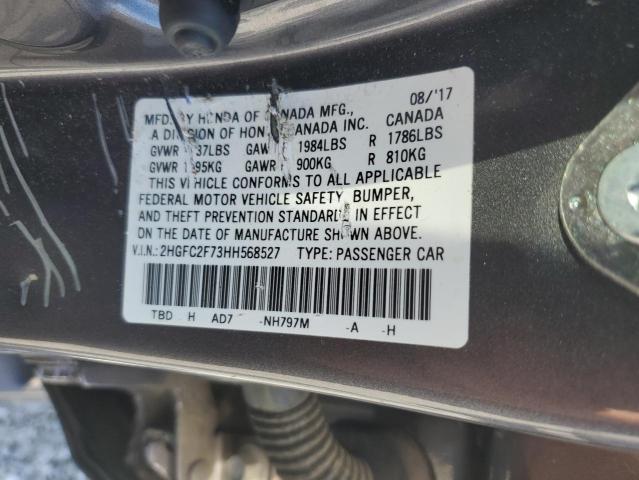 MFD. BY HONDA OF CANADA MFG., 08/'17
A DIVISION OF HONDA CANADA INC. CANADA
GVWR 37LBS GAWR 1984LBS R 1786LBS
GVWR 95KG GAWR F 900KG R 810KG
THIS VEHICLE CONFORMS TO ALL APPLICABLE
FEDERAL MOTOR VEHICLE SAFETY, BUMPER,
AND THEFT PREVENTION STANDARDS IN EFFECT
ON THE DATE OF MANUFACTURE SHOWN ABOVE.
V.I.N.: 2HGFC2F73HH568527 TYPE: PASSENGER CAR
TBD H AD7 -NH797M -A -H